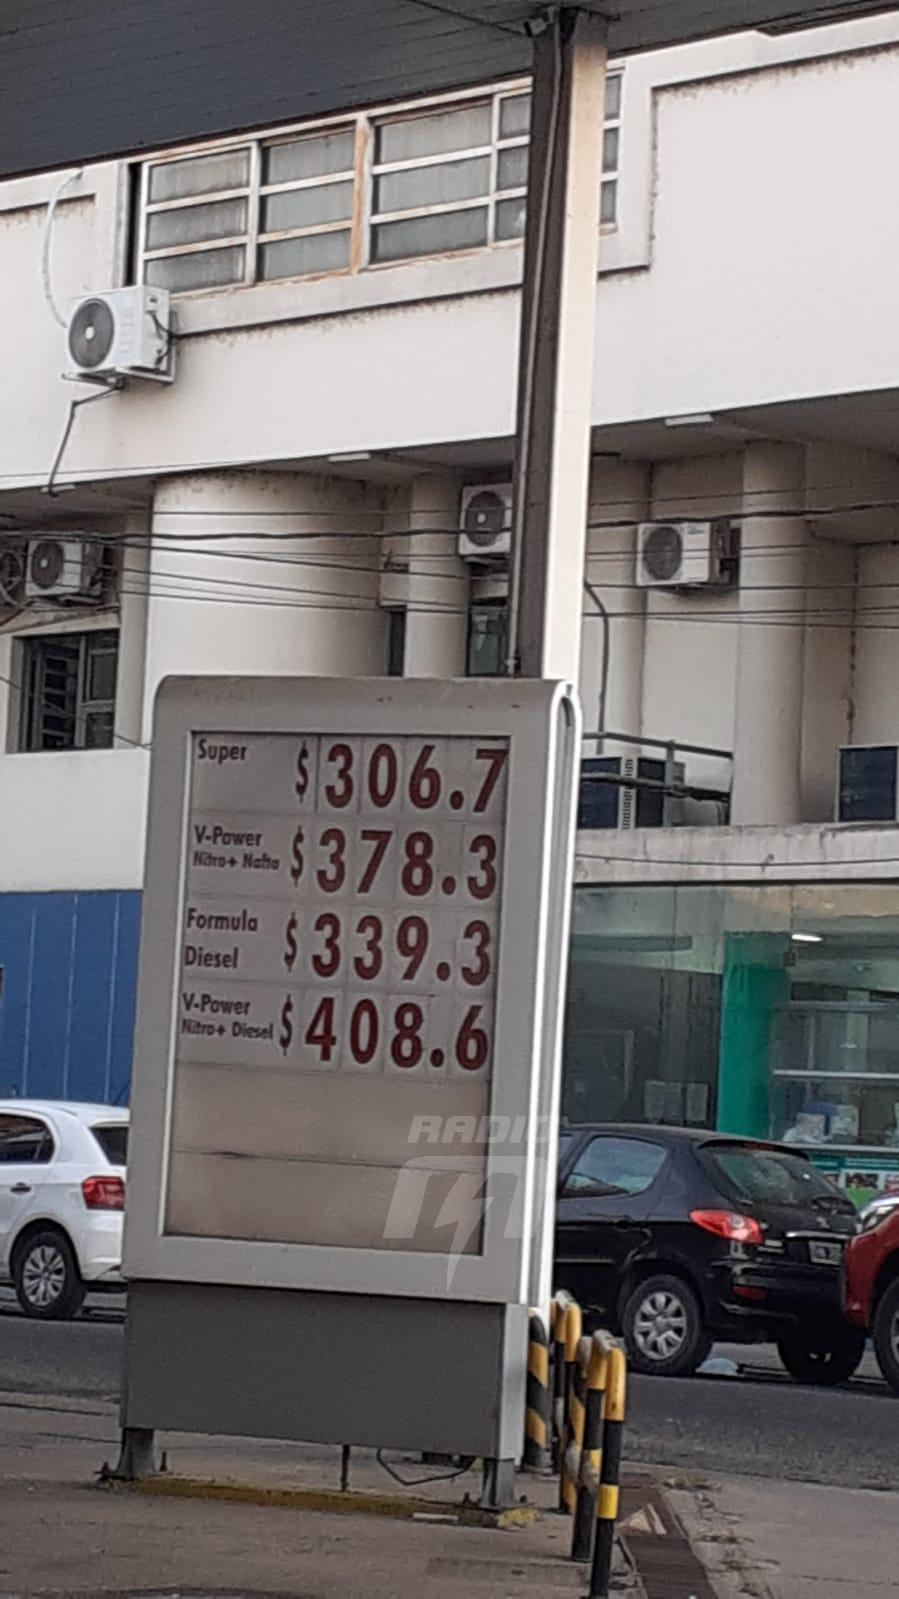 Super $306.7
V-Power
Nitro+ Nafta $378.3
Formula
Diesel $339.3
V-Power
Nitro+ Diesel $408.6
RADIO